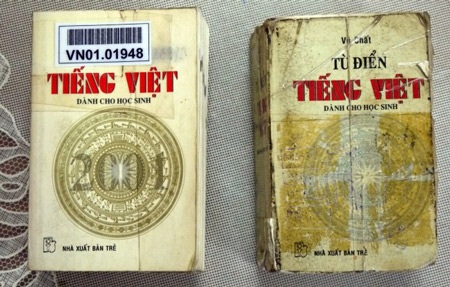 VN01.01948
TIẾNG VIỆT
DÀNH CHO HỌC SINH
2001
NHÀ XUẤT BẢN TRẺ
Vũ Chất
TỪ ĐIỂN
TIẾNG VIỆT
DÀNH CHO HỌC SINH
NHÀ XUẤT BẢN TRẺ